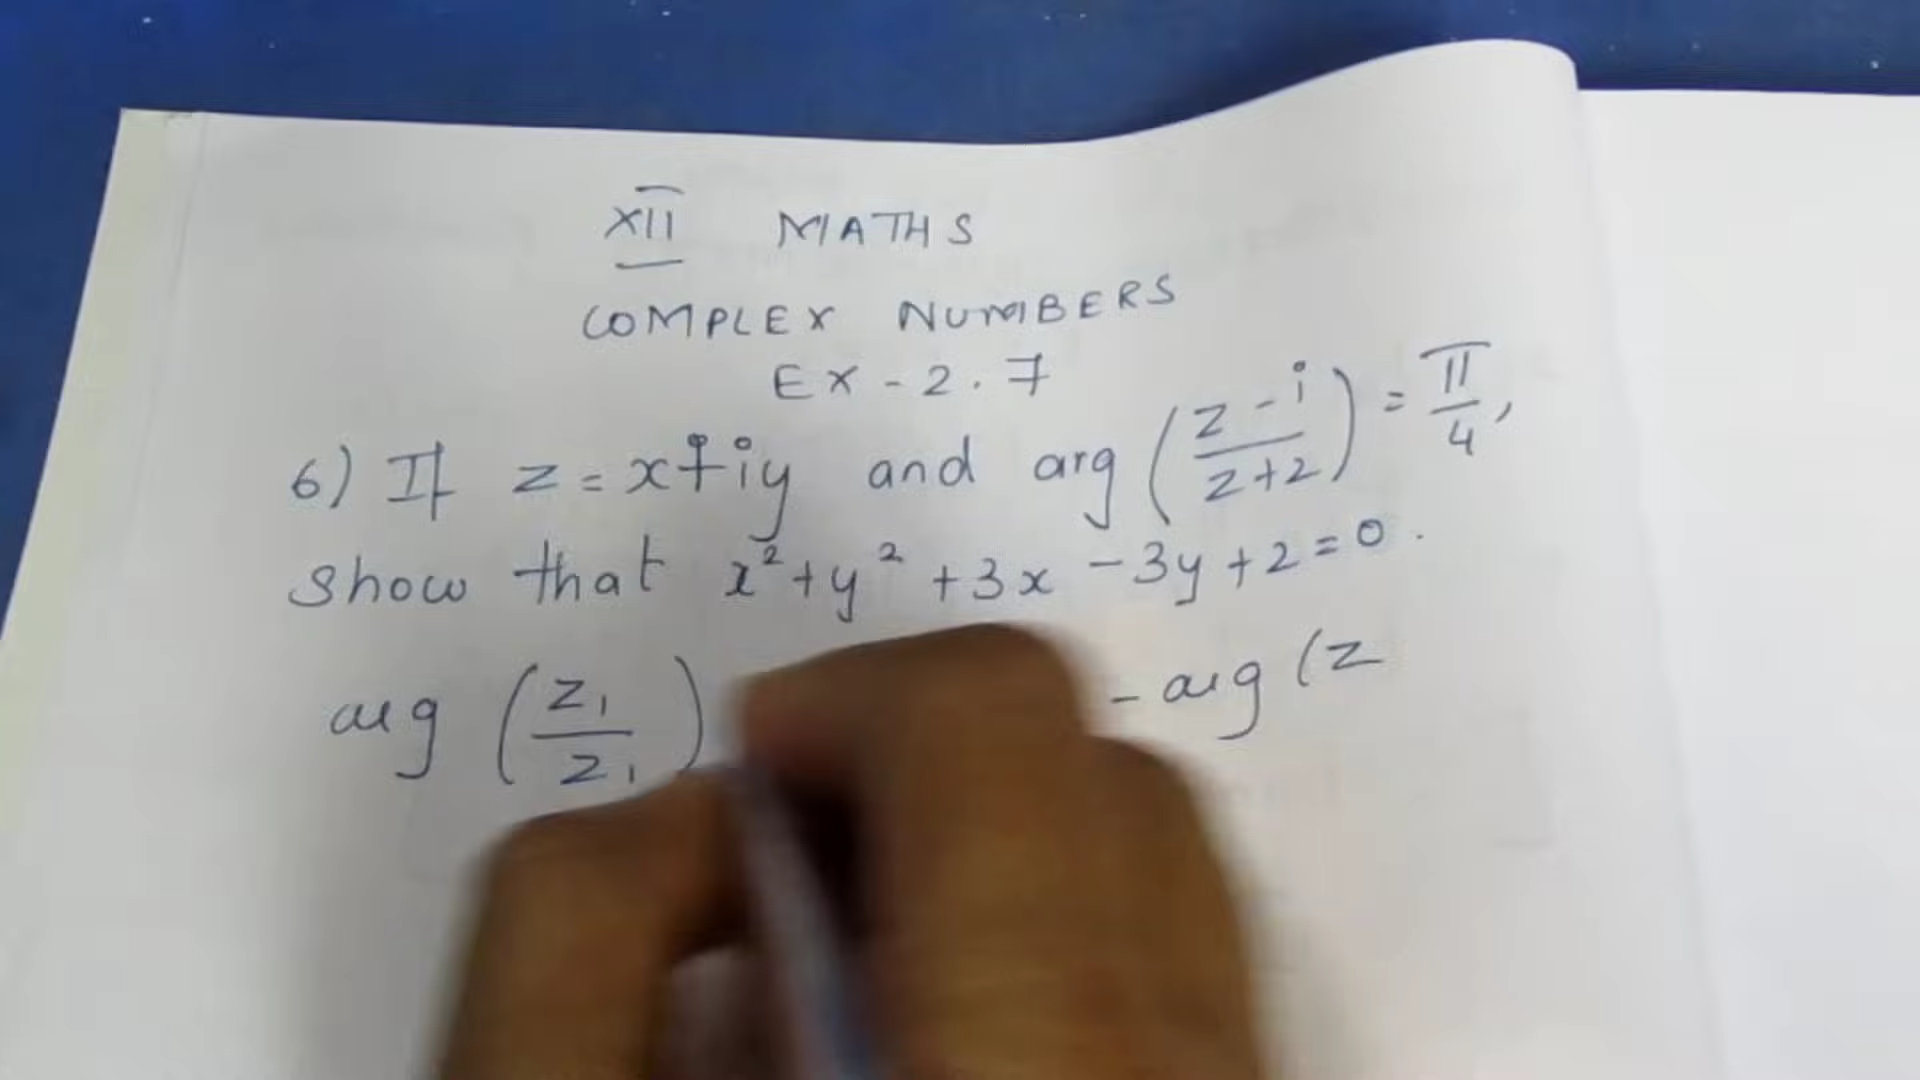 XII MATHS
COMPLEX NUMBERS
EX - 2.7
6) If z = x + iy and arg (z - i / z + 2) = π/4,
show that x² + y² + 3x - 3y + 2 = 0.
arg (z₁ / z₁) - arg (z